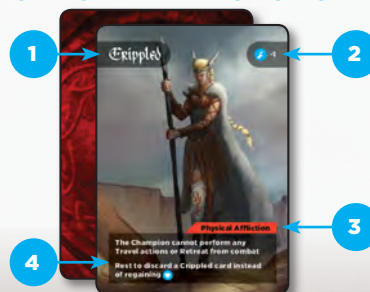 1
Crippled
-1
2
Physical Affliction
3
The Champion cannot perform any
Travel actions or Retreat from combat
4
Rest to discard a Crippled card instead
of regaining